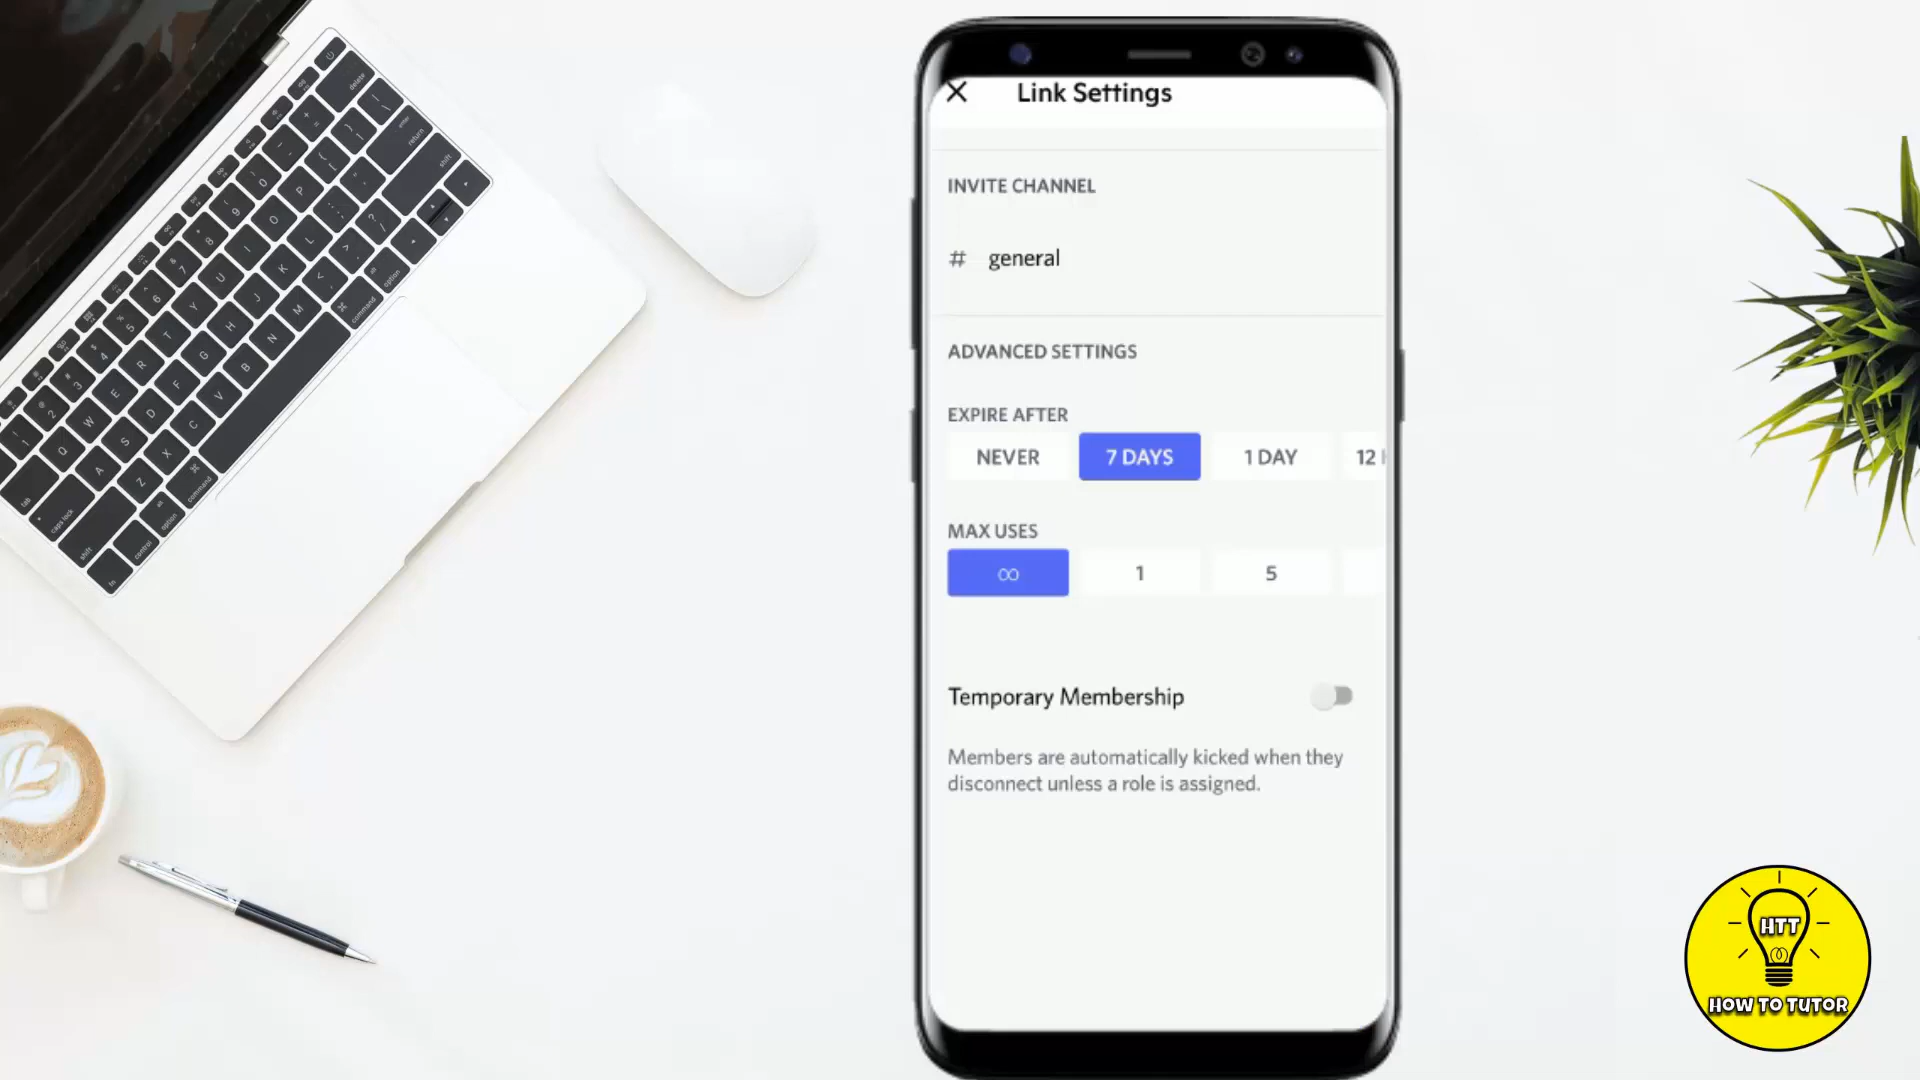 Link Settings
INVITE CHANNEL
# general
ADVANCED SETTINGS
EXPIRE AFTER
NEVER 7 DAYS 1 DAY 12
MAX USES
∞ 1 5
Temporary Membership
Members are automatically kicked when they
disconnect unless a role is assigned.
HTT
HOW TO TUTOR